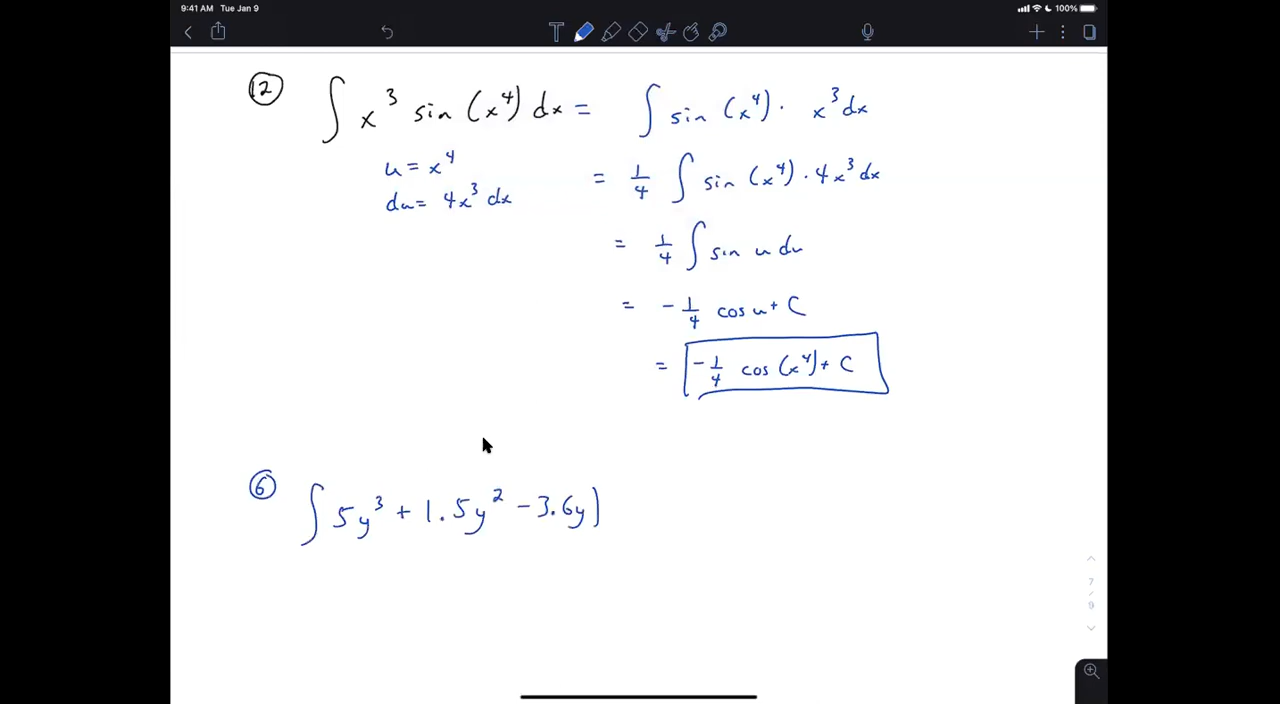 9:41 AM Tue Jan 9
100%
12
∫ x³ sin (x⁴) dx = ∫ sin (x⁴) · x³ dx
u = x⁴
du = 4x³ dx
= 1/4 ∫ sin (x⁴) · 4x³ dx
= 1/4 ∫ sin u du
= - 1/4 cos u + C
= - 1/4 cos (x⁴) + C
6
∫ 5y³ + 1.5y² - 3.6y)
7
/
9